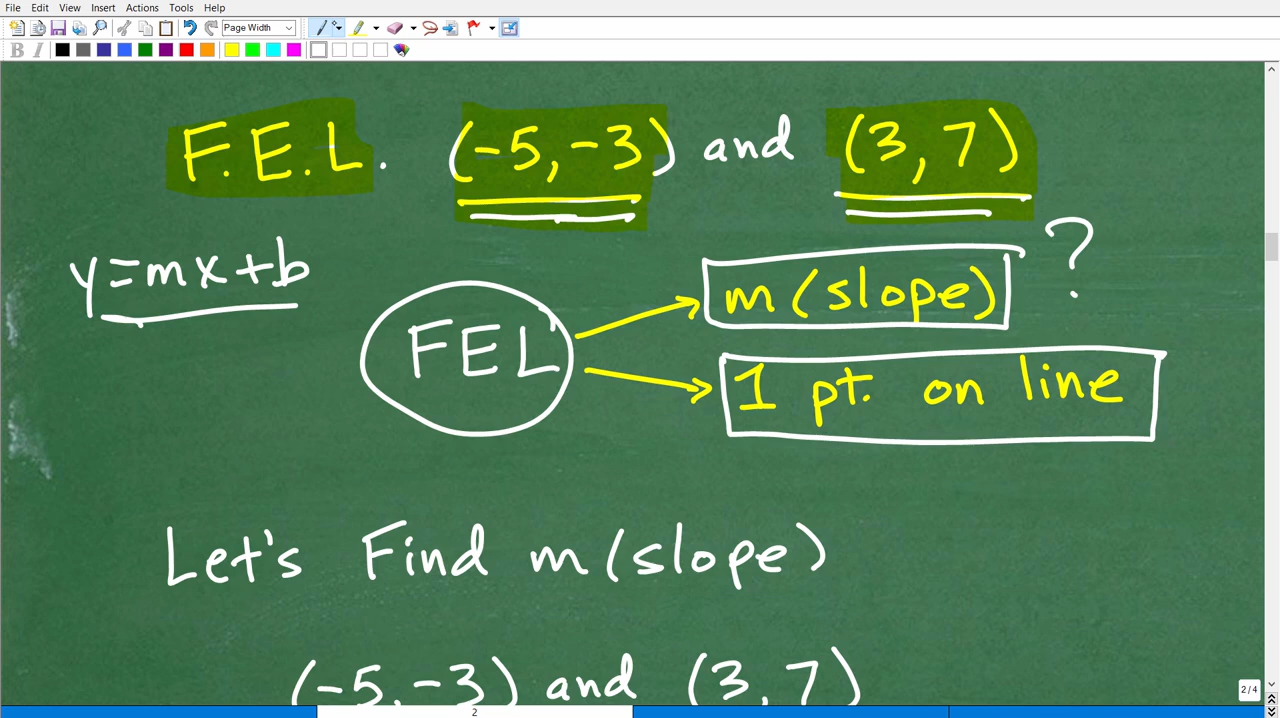 File Edit View Insert Actions Tools Help
Page Width
B I
F.E.L. (-5,-3) and (3,7)
y=mx+b
m (slope) ?
FEL
1 pt. on line
Let's Find m (slope)
(-5,-3) and (3,7)
2/4
2